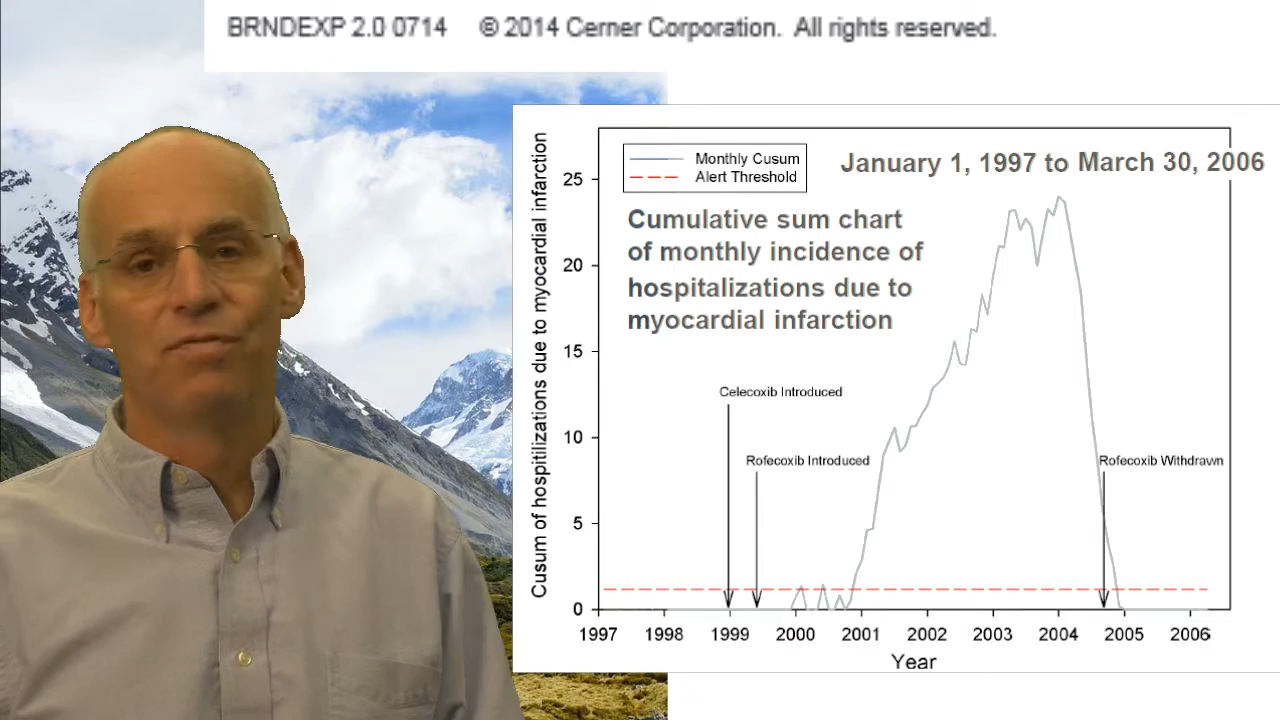 BRNDEXP 2.0 0714 © 2014 Cerner Corporation. All rights reserved.
Monthly Cusum
Alert Threshold
January 1, 1997 to March 30, 2006
Cumulative sum chart
of monthly incidence of
hospitalizations due to
myocardial infarction
Cusum of hospitilizations due to myocardial infarction
25
20
15
10
5
0
Celecoxib Introduced
Rofecoxib Introduced
Rofecoxib Withdrawn
1997 1998 1999 2000 2001 2002 2003 2004 2005 2006
Year